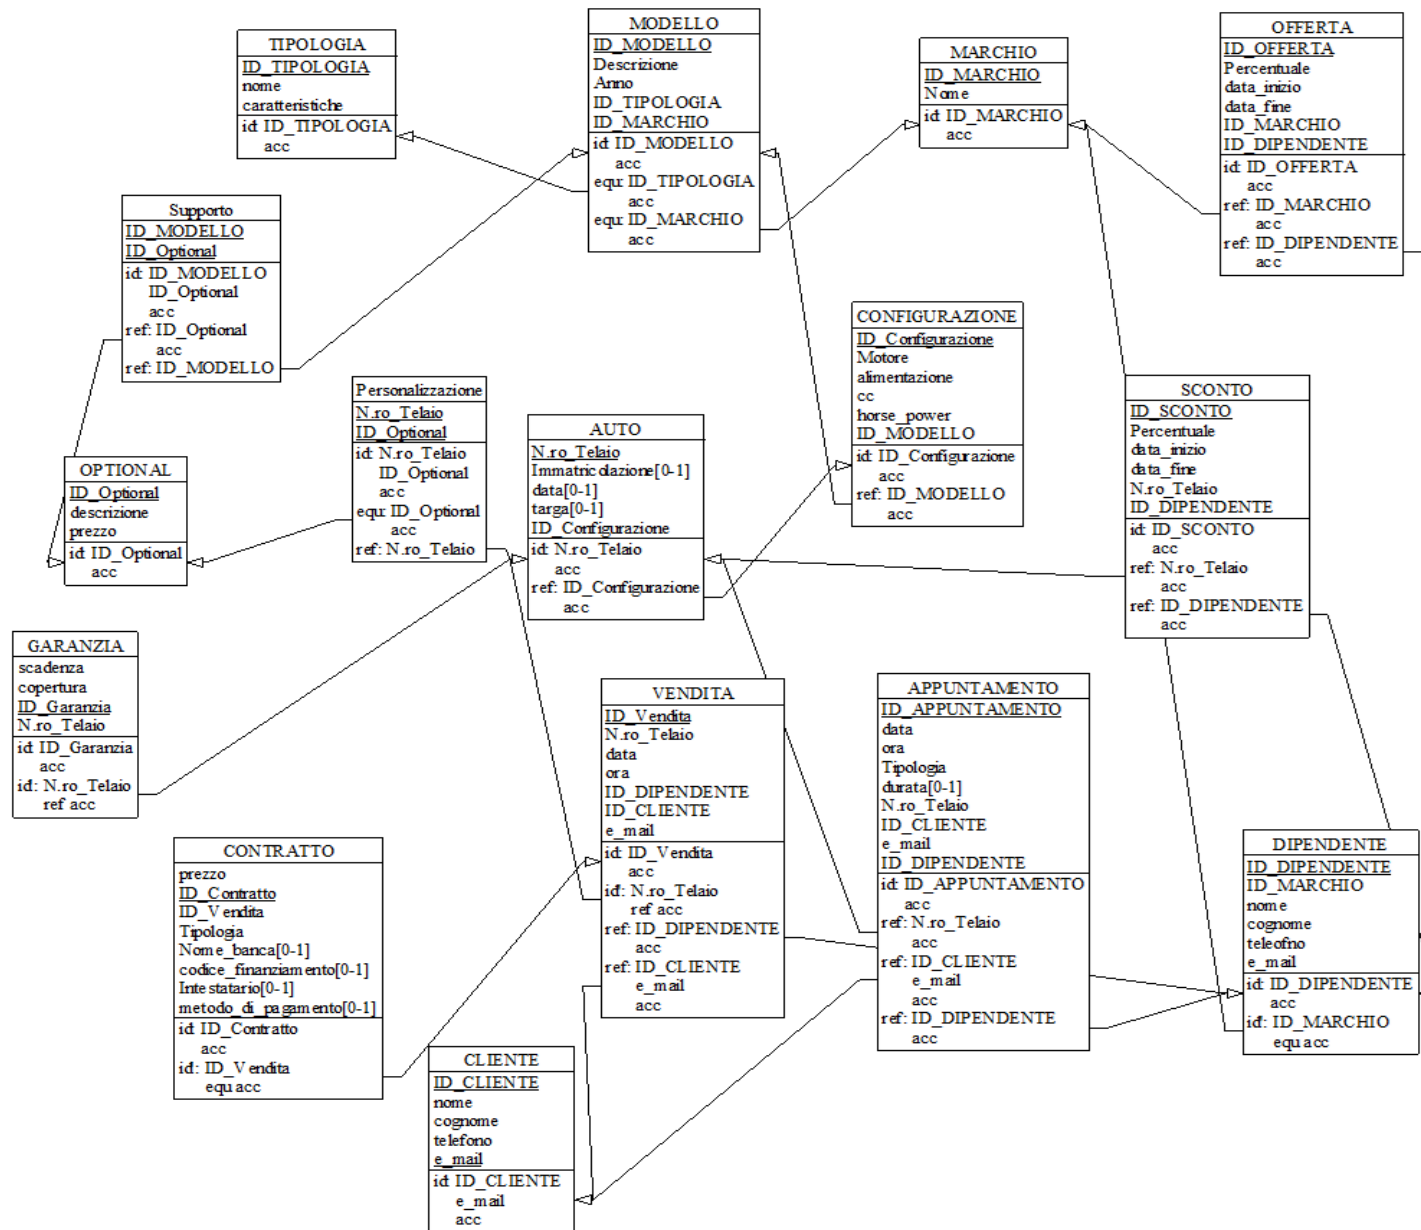 TIPOLOGIA
ID_TIPOLOGIA
nome
caratteristiche
id: ID_TIPOLOGIA
acc
MODELLO
ID_MODELLO
Descrizione
Anno
ID_TIPOLOGIA
ID_MARCHIO
id: ID_MODELLO
acc
equ: ID_TIPOLOGIA
acc
equ: ID_MARCHIO
acc
MARCHIO
ID_MARCHIO
Nome
id: ID_MARCHIO
acc
OFFERTA
ID_OFFERTA
Percentuale
data_inizio
data_fine
ID_MARCHIO
ID_DIPENDENTE
id: ID_OFFERTA
acc
ref: ID_MARCHIO
acc
ref: ID_DIPENDENTE
acc
Supporto
ID_MODELLO
ID_Optional
id: ID_MODELLO
ID_Optional
acc
ref: ID_Optional
acc
ref: ID_MODELLO
CONFIGURAZIONE
ID_Configurazione
Motore
alimentazione
cc
horse_power
ID_MODELLO
id: ID_Configurazione
acc
ref: ID_MODELLO
acc
Personalizzazione
N.ro_Telaio
ID_Optional
id: N.ro_Telaio
ID_Optional
acc
equ: ID_Optional
acc
ref: N.ro_Telaio
SCONTO
ID_SCONTO
Percentuale
data_inizio
data_fine
N.ro_Telaio
ID_DIPENDENTE
id: ID_SCONTO
acc
ref: N.ro_Telaio
acc
ref: ID_DIPENDENTE
acc
AUTO
N.ro_Telaio
Immatricolazione[0-1]
data[0-1]
targa[0-1]
ID_Configurazione
id: N.ro_Telaio
acc
ref: ID_Configurazione
acc
OPTIONAL
ID_Optional
descrizione
prezzo
id: ID_Optional
acc
GARANZIA
scadenza
copertura
ID_Garanzia
N.ro_Telaio
id: ID_Garanzia
acc
id': N.ro_Telaio
ref acc
VENDITA
ID_Vendita
N.ro_Telaio
data
ora
ID_DIPENDENTE
ID_CLIENTE
e_mail
id: ID_Vendita
acc
id': N.ro_Telaio
ref acc
ref: ID_DIPENDENTE
acc
ref: ID_CLIENTE
e_mail
acc
APPUNTAMENTO
ID_APPUNTAMENTO
data
ora
Tipologia
durata[0-1]
N.ro_Telaio
ID_CLIENTE
e_mail
ID_DIPENDENTE
id: ID_APPUNTAMENTO
acc
ref: N.ro_Telaio
acc
ref: ID_CLIENTE
e_mail
acc
ref: ID_DIPENDENTE
acc
DIPENDENTE
ID_DIPENDENTE
ID_MARCHIO
nome
cognome
teleofno
e_mail
id: ID_DIPENDENTE
acc
id': ID_MARCHIO
equ acc
CONTRATTO
prezzo
ID_Contratto
ID_Vendita
Tipologia
Nome_banca[0-1]
codice_finanziamento[0-1]
Intestatario[0-1]
metodo_di_pagamento[0-1]
id: ID_Contratto
acc
id': ID_Vendita
equ acc
CLIENTE
ID_CLIENTE
nome
cognome
telefono
e_mail
id: ID_CLIENTE
e_mail
acc